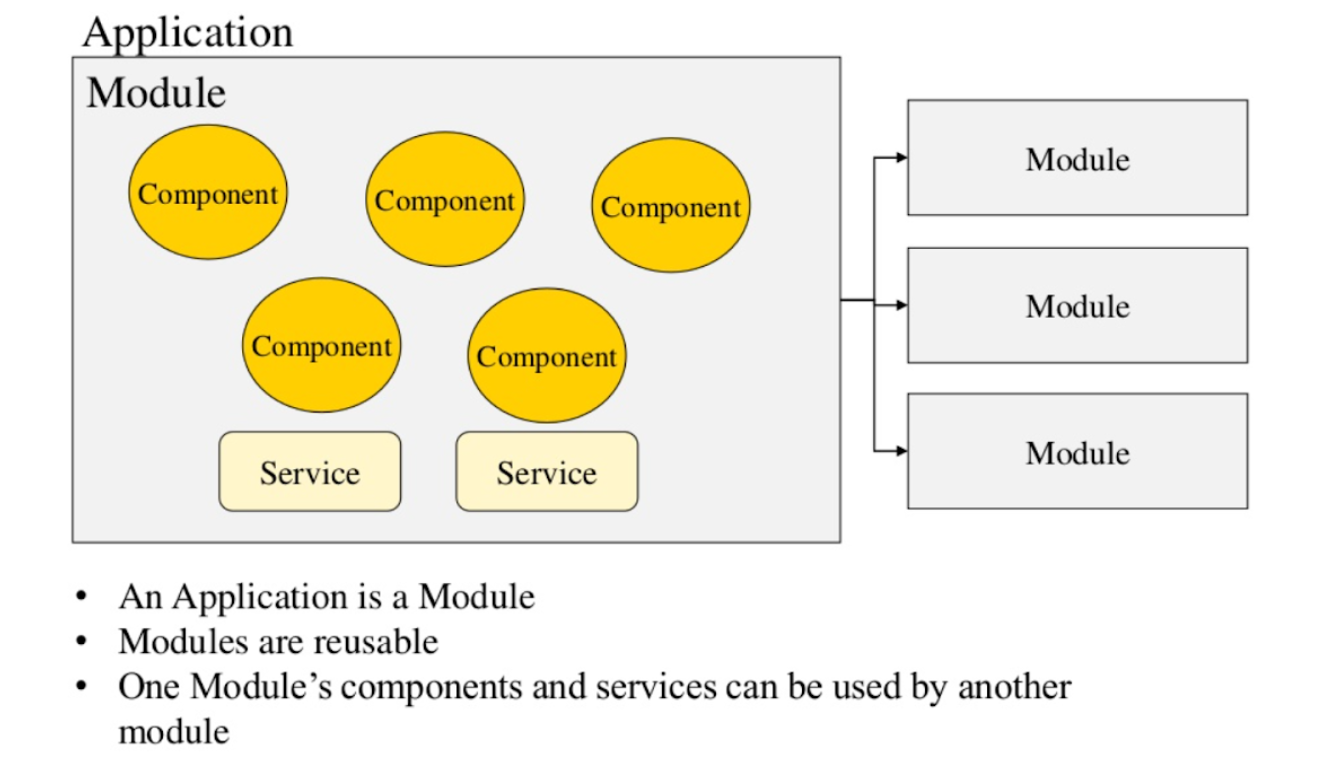 Application
Module
Component
Component
Component
Component
Component
Service
Service
Module
Module
Module
• An Application is a Module
• Modules are reusable
• One Module’s components and services can be used by another
module